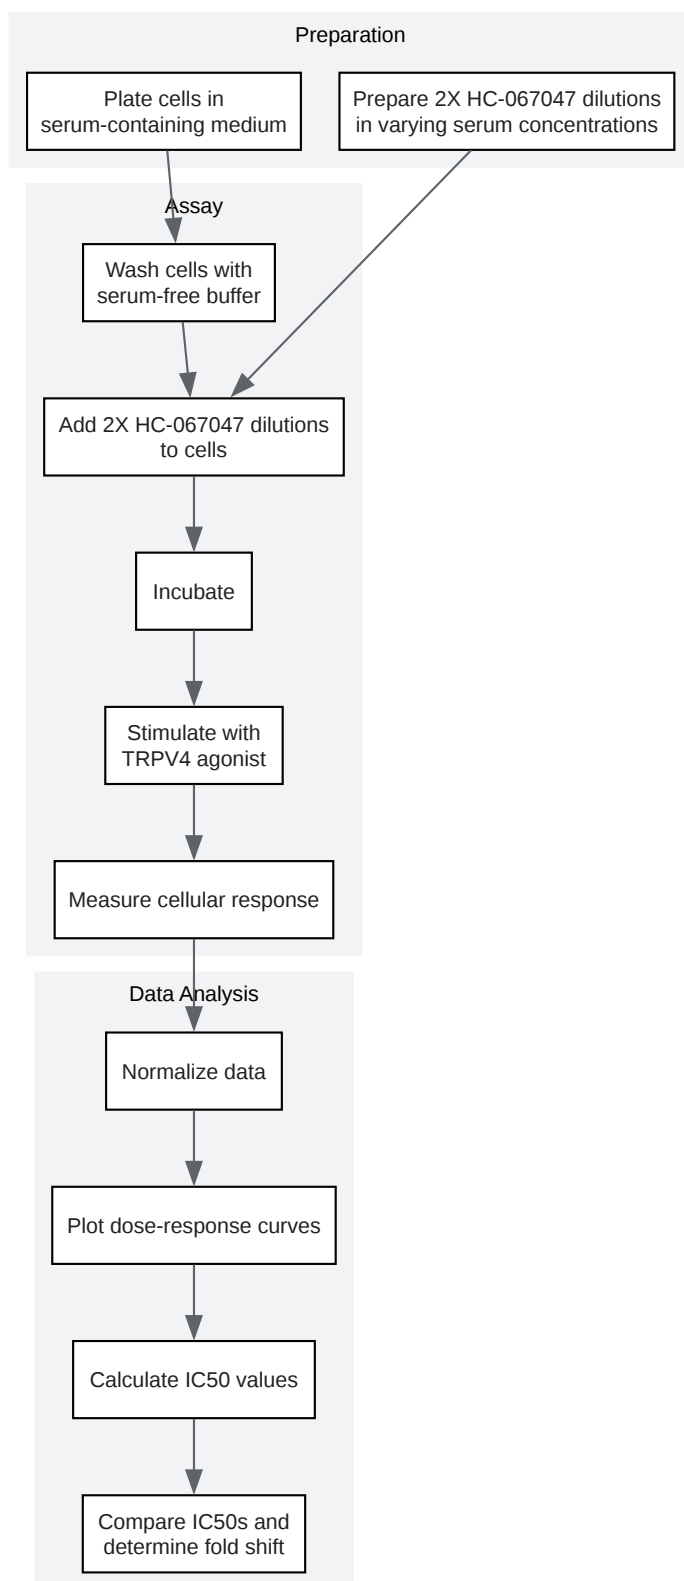 Preparation
Plate cells in
serum-containing medium
Prepare 2X HC-067047 dilutions
in varying serum concentrations
Assay
Wash cells with
serum-free buffer
Add 2X HC-067047 dilutions
to cells
Incubate
Stimulate with
TRPV4 agonist
Measure cellular response
Data Analysis
Normalize data
Plot dose-response curves
Calculate IC50 values
Compare IC50s and
determine fold shift